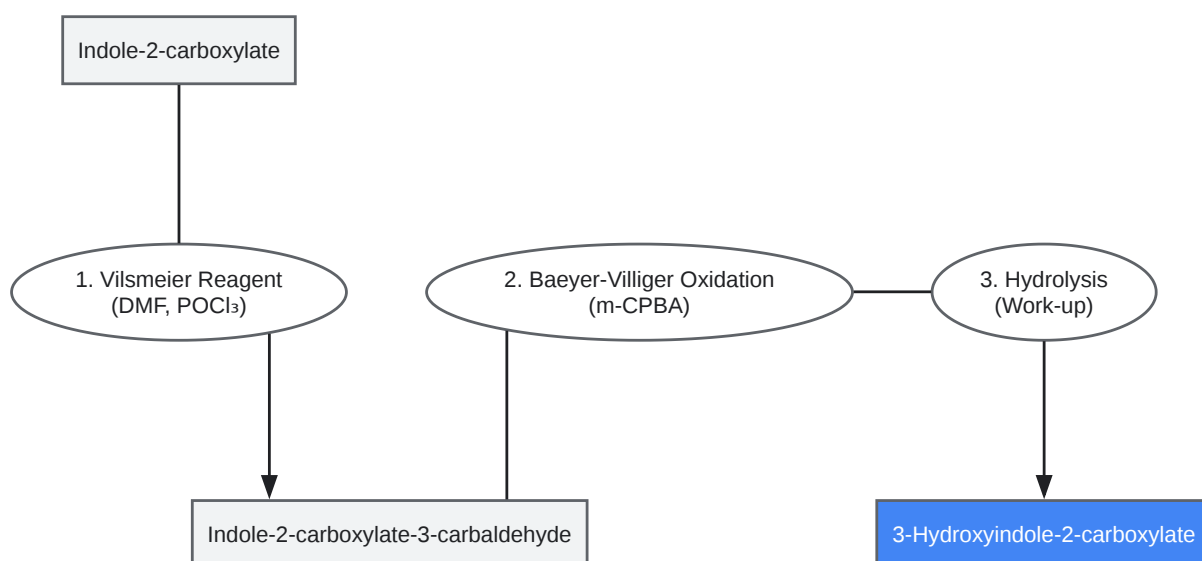 Indole-2-carboxylate
1. Vilsmeier Reagent
(DMF, POCl₃)
2. Baeyer-Villiger Oxidation
(m-CPBA)
3. Hydrolysis
(Work-up)
Indole-2-carboxylate-3-carbaldehyde
3-Hydroxyindole-2-carboxylate